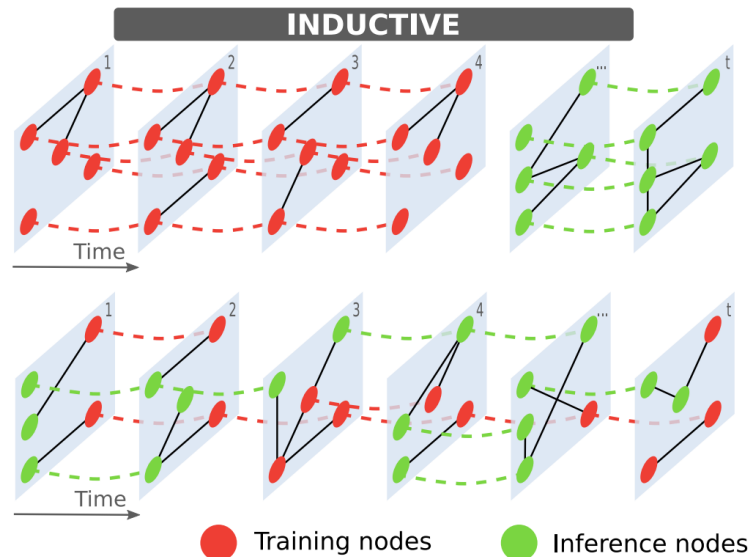 INDUCTIVE
1 2 3 4 ... t
Time
1 2 3 4 ... t
Time
Training nodes Inference nodes